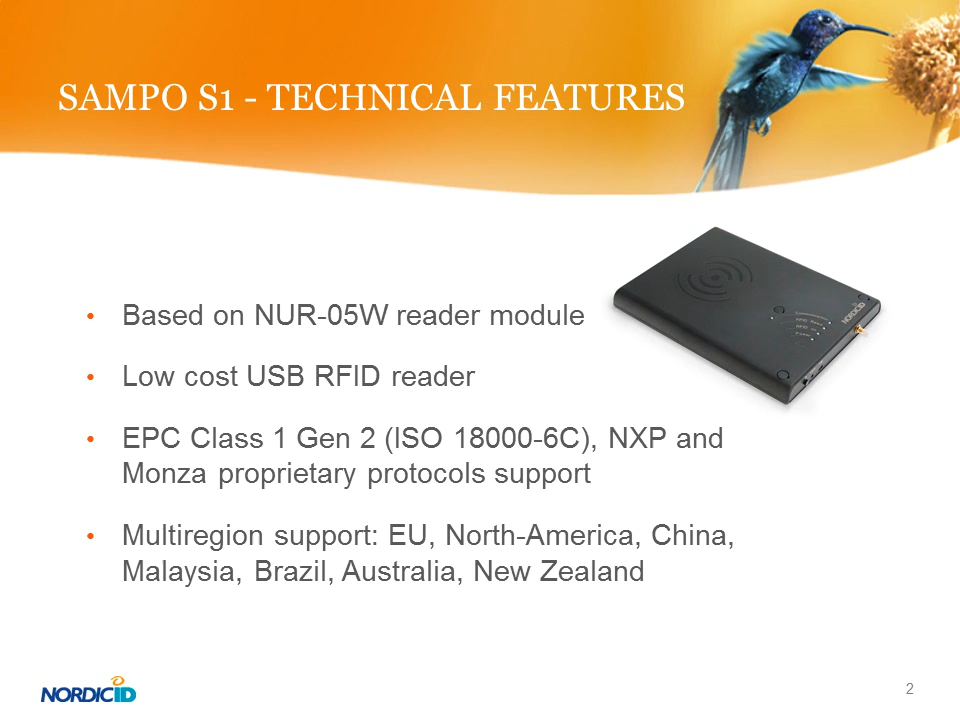 SAMPO S1 - TECHNICAL FEATURES
• Based on NUR-05W reader module
• Low cost USB RFID reader
• EPC Class 1 Gen 2 (ISO 18000-6C), NXP and
Monza proprietary protocols support
• Multiregion support: EU, North-America, China,
Malaysia, Brazil, Australia, New Zealand
NORDICID
NORDICID
2